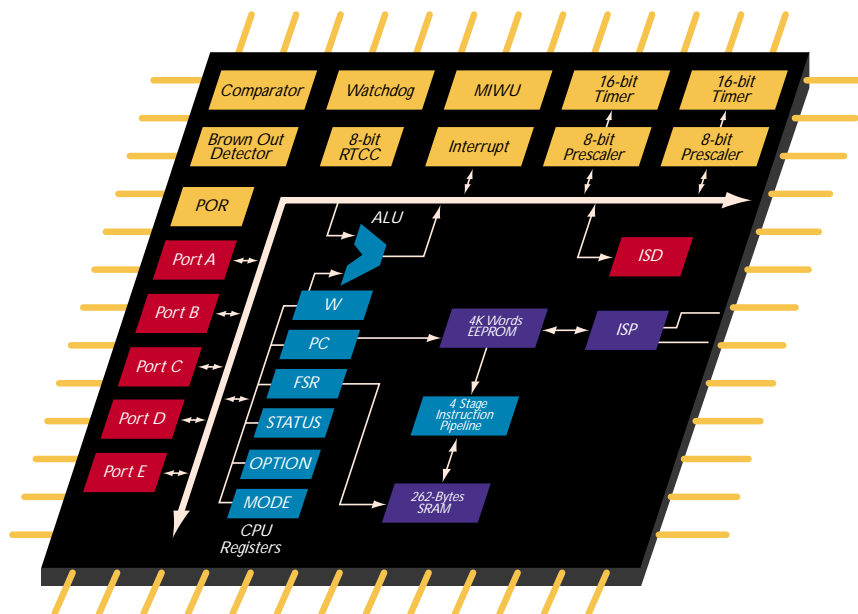 Comparator
Watchdog
MIWU
16-bit
Timer
16-bit
Timer
Brown Out
Detector
8-bit
RTCC
Interrupt
8-bit
Prescaler
8-bit
Prescaler
POR
ALU
Port A
ISD
Port B
W
4K Words
EEPROM
ISP
PC
Port C
FSR
Port D
STATUS
4 Stage
Instruction
Pipeline
Port E
OPTION
MODE
262-Bytes
SRAM
CPU
Registers